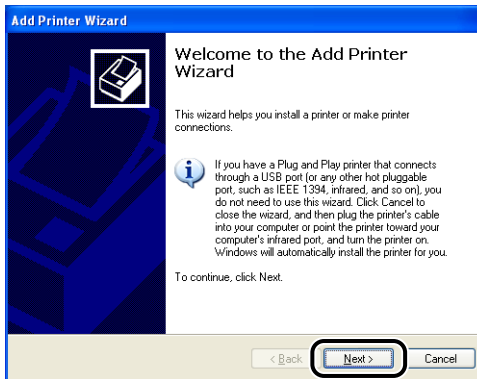 Add Printer Wizard
Welcome to the Add Printer
Wizard
This wizard helps you install a printer or make printer
connections.
If you have a Plug and Play printer that connects
through a USB port (or any other hot pluggable
port, such as IEEE 1394, infrared, and so on), you
do not need to use this wizard. Click Cancel to
close the wizard, and then plug the printer's cable
into your computer or point the printer toward your
computer's infrared port, and turn the printer on.
Windows will automatically install the printer for you.
To continue, click Next.
< Back Next > Cancel